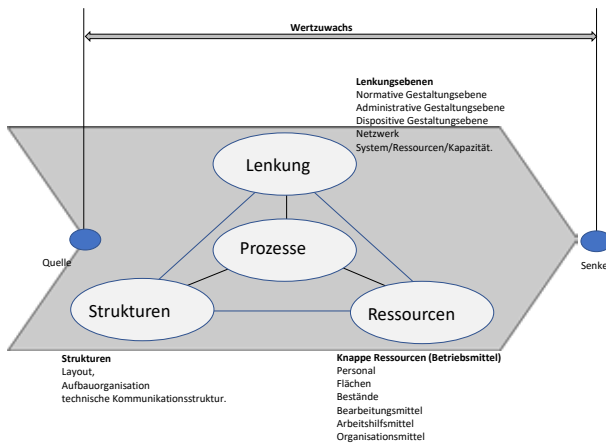 Wertzuwachs
Lenkungsebenen
Normative Gestaltungsebene
Administrative Gestaltungsebene
Dispositive Gestaltungsebene
Netzwerk
System/Ressourcen/Kapazität.
Lenkung
Prozesse
Quelle
Senke
Strukturen
Ressourcen
Strukturen
Layout,
Aufbauorganisation
technische Kommunikationsstruktur.
Knappe Ressourcen (Betriebsmittel)
Personal
Flächen
Bestände
Bearbeitungsmittel
Arbeitshilfsmittel
Organisationsmittel